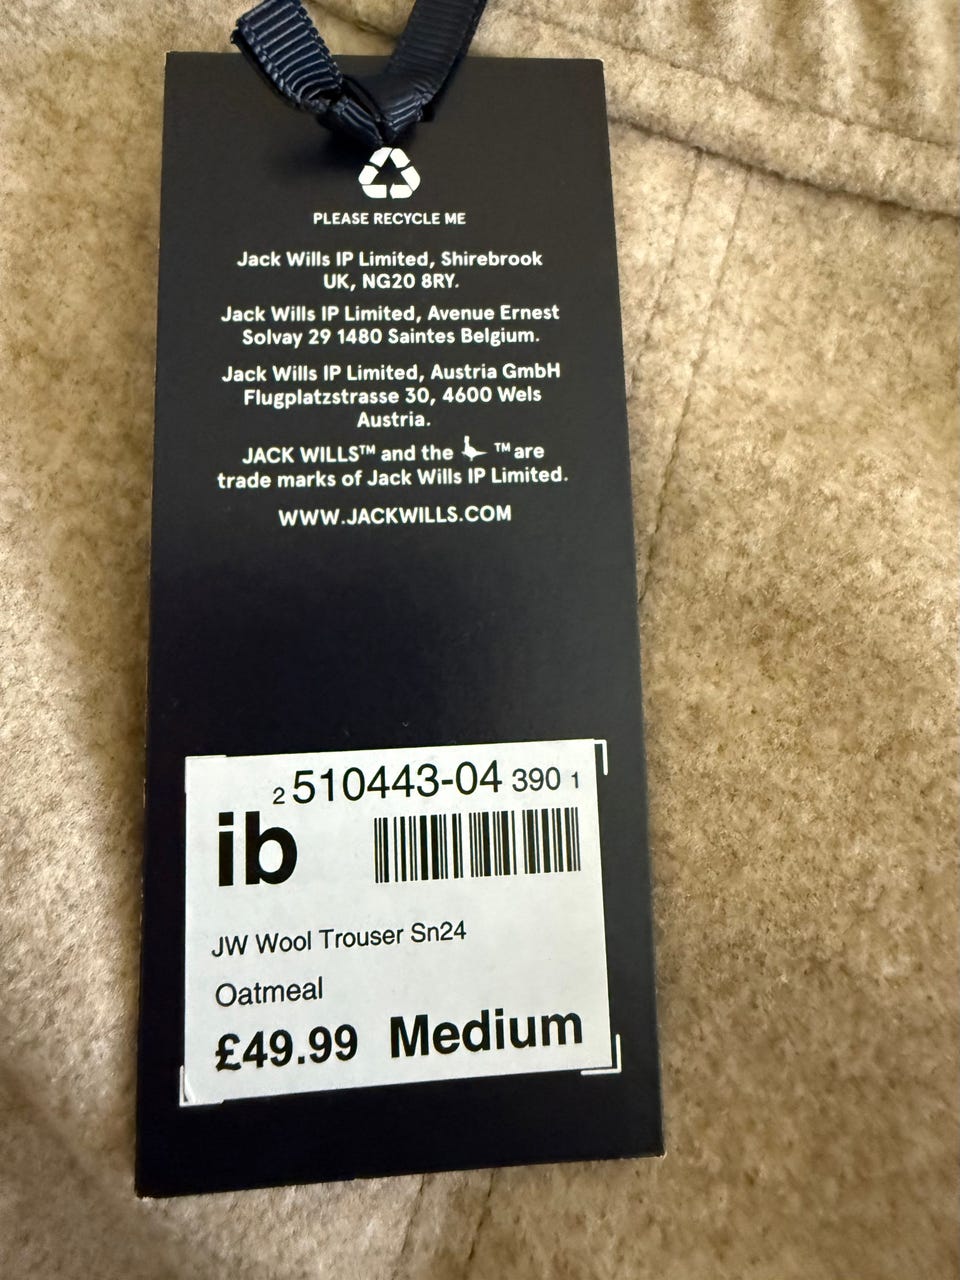 PLEASE RECYCLE ME
Jack Wills IP Limited, Shirebrook
UK, NG20 8RY.
Jack Wills IP Limited, Avenue Ernest
Solvay 29 1480 Saintes Belgium.
Jack Wills IP Limited, Austria GmbH
Flugplatzstrasse 30, 4600 Wels
Austria.
JACK WILLS™ and the ™ are
trade marks of Jack Wills IP Limited.
WWW.JACKWILLS.COM
2 510443-04 390 1
ib
JW Wool Trouser Sn24
Oatmeal
£49.99 Medium